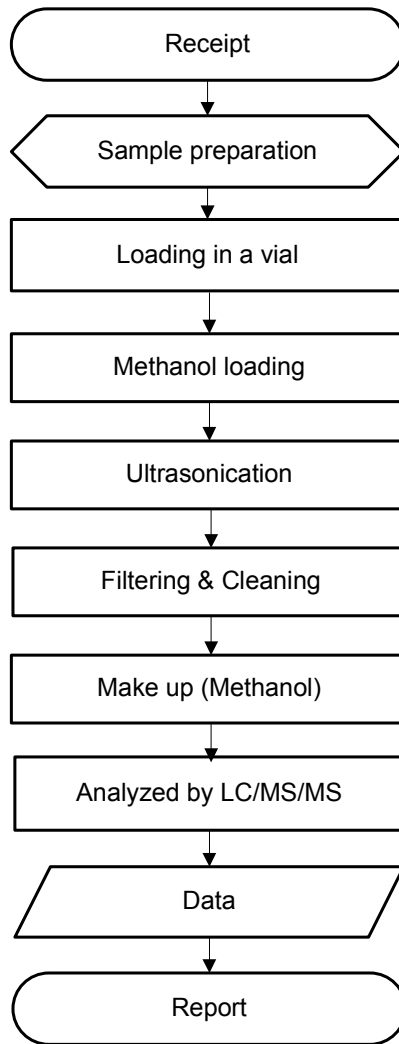 Receipt
Sample preparation
Loading in a vial
Methanol loading
Ultrasonication
Filtering & Cleaning
Make up (Methanol)
Analyzed by LC/MS/MS
Data
Report